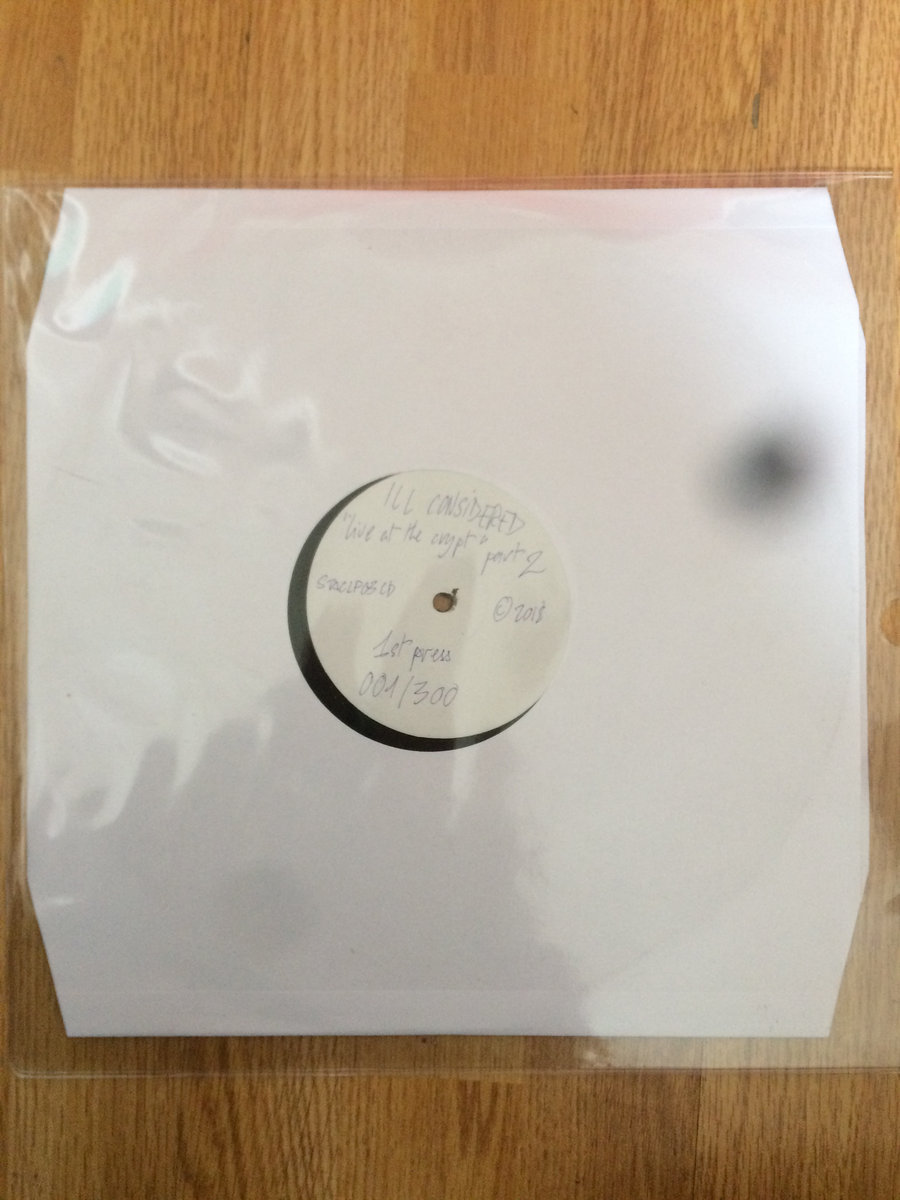 ILL CONSIDERED
"live at the crypt"
part 2
© 2018
1st press
001/300